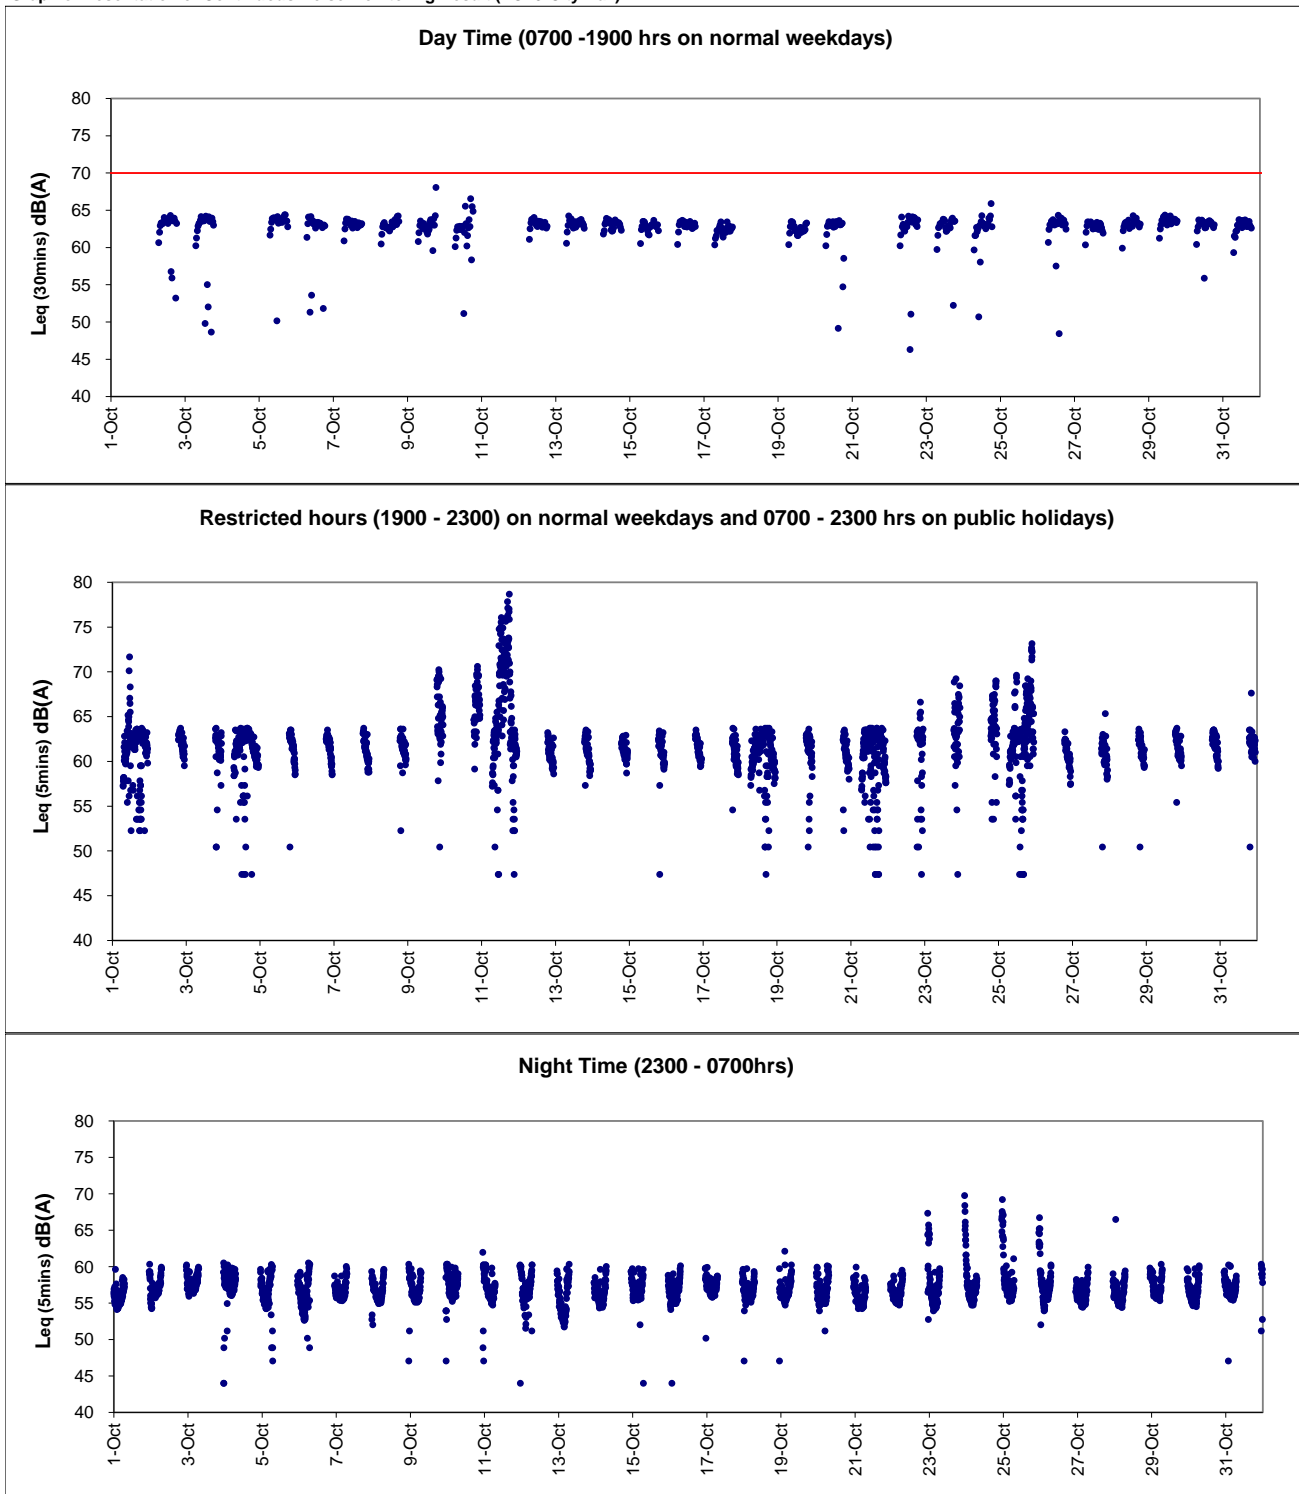 Day Time (0700 -1900 hrs on normal weekdays)
Leq (30mins) dB(A)
80
75
70
65
60
55
50
45
40
1-Oct
3-Oct
5-Oct
7-Oct
9-Oct
11-Oct
13-Oct
15-Oct
17-Oct
19-Oct
21-Oct
23-Oct
25-Oct
27-Oct
29-Oct
31-Oct
Restricted hours (1900 - 2300) on normal weekdays and 0700 - 2300 hrs on public holidays)
Leq (5mins) dB(A)
80
75
70
65
60
55
50
45
40
1-Oct
3-Oct
5-Oct
7-Oct
9-Oct
11-Oct
13-Oct
15-Oct
17-Oct
19-Oct
21-Oct
23-Oct
25-Oct
27-Oct
29-Oct
31-Oct
Night Time (2300 - 0700hrs)
Leq (5mins) dB(A)
80
75
70
65
60
55
50
45
40
1-Oct
3-Oct
5-Oct
7-Oct
9-Oct
11-Oct
13-Oct
15-Oct
17-Oct
19-Oct
21-Oct
23-Oct
25-Oct
27-Oct
29-Oct
31-Oct